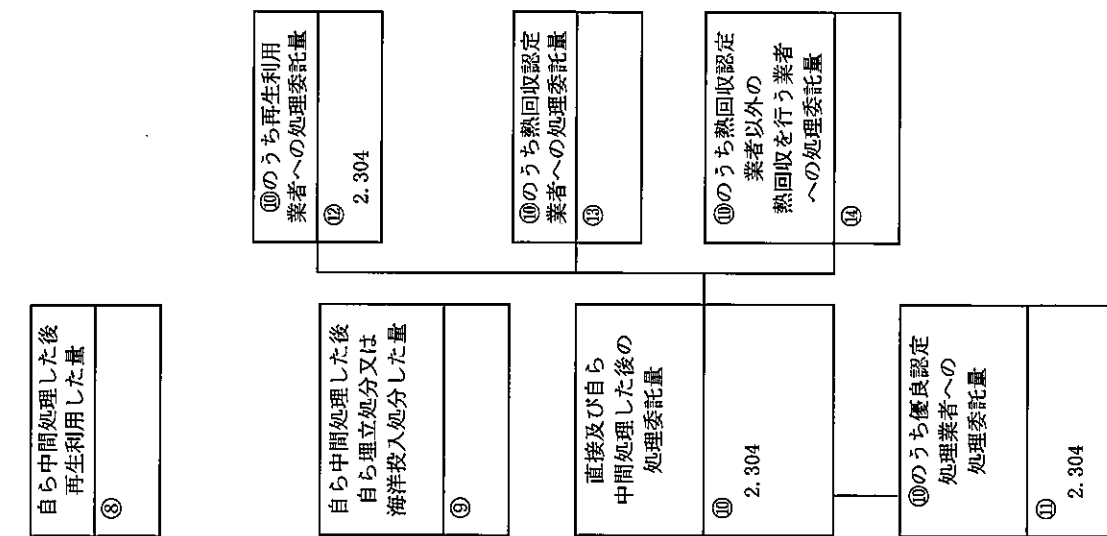 自ら中間処理した後
再生利用した量
⑧
自ら中間処理した後
自ら埋立処分又は
海洋投入処分した量
⑨
直接及び自ら
中間処理した後の
処理委託量
⑩
2.304
⑩のうち優良認定
処理業者への
処理委託量
⑪
2.304
⑩のうち再生利用
業者への処理委託量
⑫
2.304
⑩のうち熱回収認定
業者への処理委託量
⑬
⑩のうち熱回収認定
業者以外の
熱回収を行う業者
への処理委託量
⑭